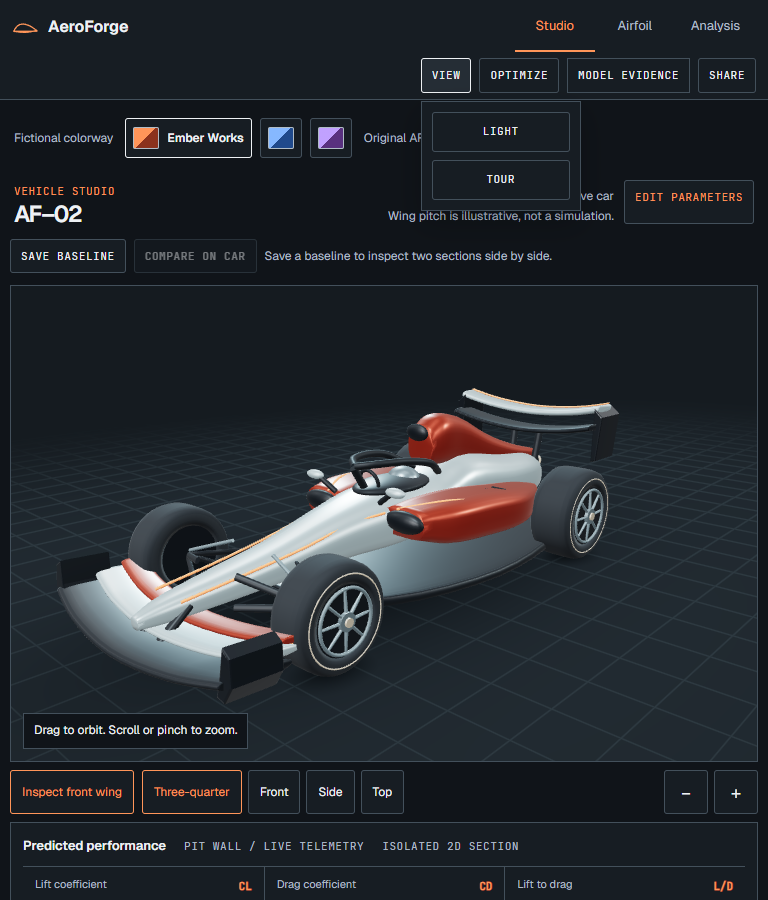 AeroForge
Studio
Airfoil
Analysis
VIEW
OPTIMIZE
MODEL EVIDENCE
SHARE
LIGHT
TOUR
Fictional colorway
Ember Works
Original
VEHICLE STUDIO
AF–02
car
Wing pitch is illustrative, not a simulation.
EDIT PARAMETERS
SAVE BASELINE
COMPARE ON CAR
Save a baseline to inspect two sections side by side.
Drag to orbit. Scroll or pinch to zoom.
Inspect front wing
Three-quarter
Front
Side
Top
−
+
Predicted performance
PIT WALL / LIVE TELEMETRY
ISOLATED 2D SECTION
Lift coefficient
CL
Drag coefficient
CD
Lift to drag
L/D